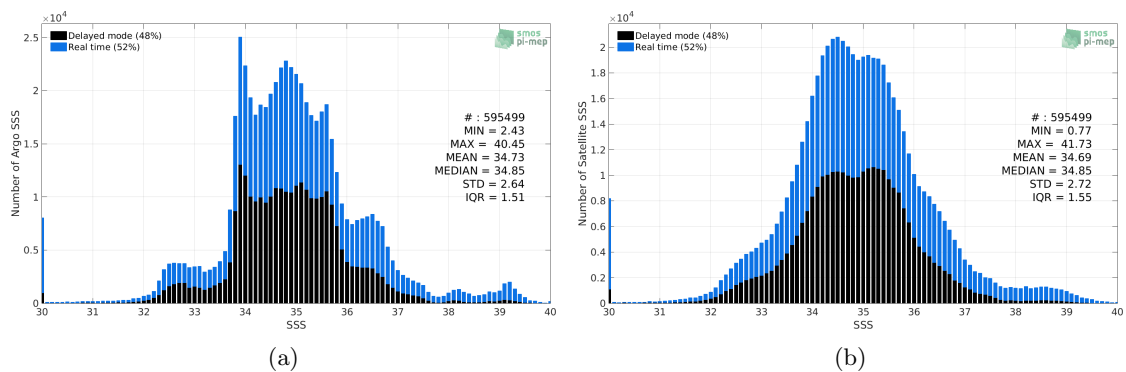 ×10⁴
2.5
2
1.5
1
0.5
0
30 31 32 33 34 35 36 37 38 39 40
SSS
Number of Argo SSS
Delayed mode (48%)
Real time (52%)
smos
pi-mep
# : 595499
MIN = 2.43
MAX = 40.45
MEAN = 34.73
MEDIAN = 34.85
STD = 2.64
IQR = 1.51
(a)
×10⁴
2
1.8
1.6
1.4
1.2
1
0.8
0.6
0.4
0.2
0
30 31 32 33 34 35 36 37 38 39 40
SSS
Number of Satellite SSS
Delayed mode (48%)
Real time (52%)
smos
pi-mep
# : 595499
MIN = 0.77
MAX = 41.73
MEAN = 34.69
MEDIAN = 34.85
STD = 2.72
IQR = 1.55
(b)